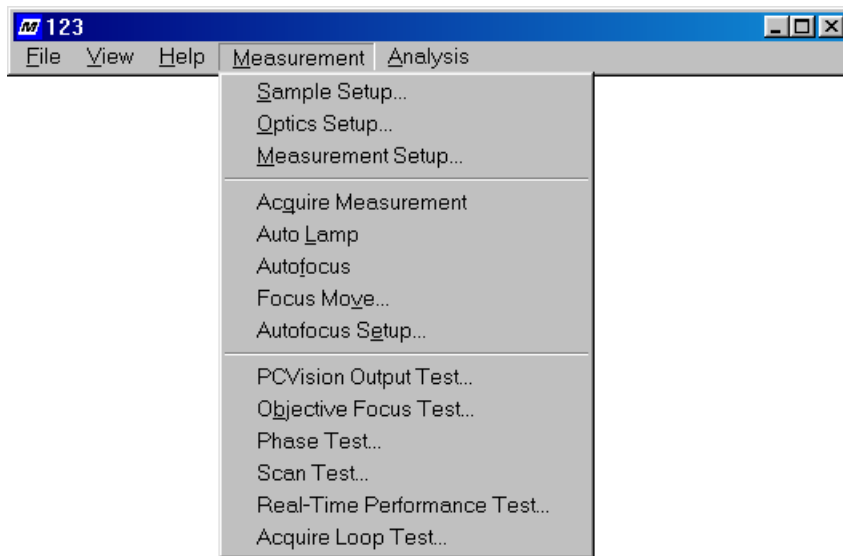 M 123
File View Help Measurement Analysis
Sample Setup...
Optics Setup...
Measurement Setup...
Acquire Measurement
Auto Lamp
Autofocus
Focus Move...
Autofocus Setup...
PCVision Output Test...
Objective Focus Test...
Phase Test...
Scan Test...
Real-Time Performance Test...
Acquire Loop Test...